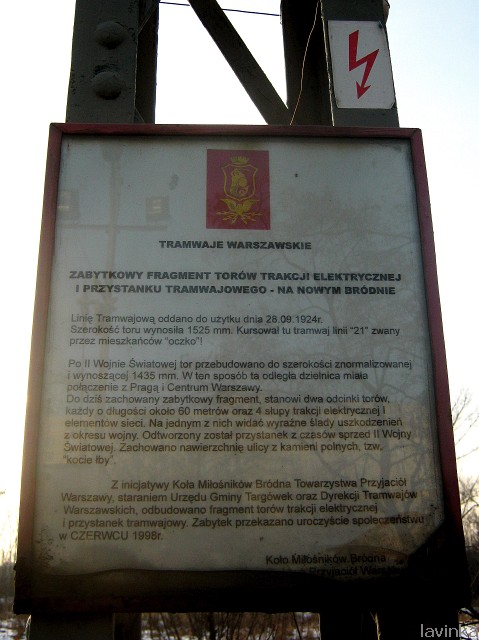 TRAMWAJE WARSZAWSKIE
ZABYTKOWY FRAGMENT TORÓW TRAKCJI ELEKTRYCZNEJ
I PRZYSTANKU TRAMWAJOWEGO - NA NOWYM BRÓDNIE
Linię Tramwajową oddano do użytku dnia 28.09.1924r.
Szerokość toru wynosiła 1525 mm. Kursował tu tramwaj linii "21" zwany
przez mieszkańców "oczko"!
Po II Wojnie Światowej tor przebudowano do szerokości znormalizowanej
i wynoszącej 1435 mm. W ten sposób ta odległa dzielnica miała
połączenie z Pragą i Centrum Warszawy.
Do dziś zachowany zabytkowy fragment, stanowi dwa odcinki torów,
każdy o długości około 60 metrów oraz 4 słupy trakcji elektrycznej I
elementów sieci. Na jednym z nich widać wyraźne ślady uszkodzeń
z okresu wojny. Odtworzony został przystanek z czasów sprzed II Wojny
Światowej. Zachowano nawierzchnię ulicy z kamieni polnych, tzw.
"kocie łby".
Z inicjatywy Koła Miłośników Bródna Towarzystwa Przyjaciół
Warszawy, staraniem Urzędu Gminy Targówek oraz Dyrekcji Tramwajów
Warszawskich, odbudowano fragment torów trakcji elektrycznej
i przystanek tramwajowy. Zabytek przekazano uroczyście społeczeństwu
w CZERWCU 1998r.
Koło Miłośników Bródna
Przyjaciół
lavinka